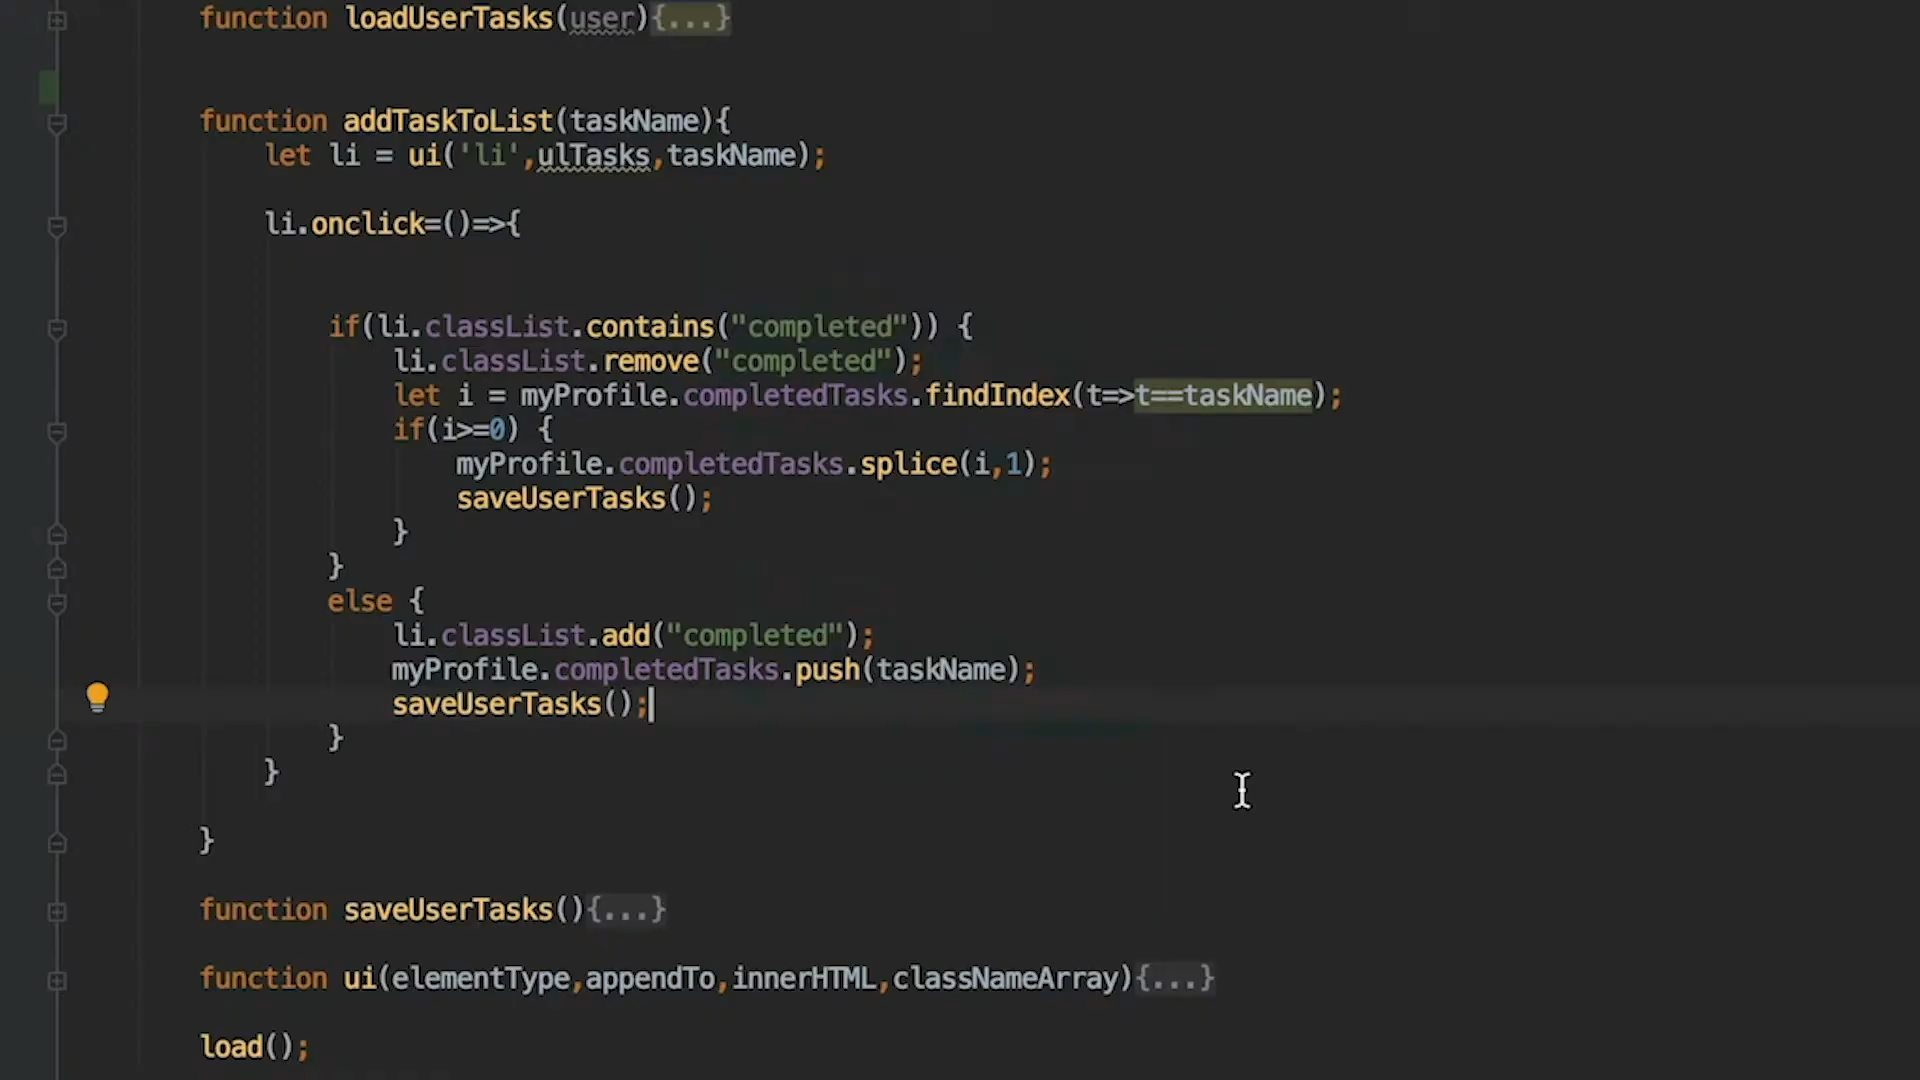 function loadUserTasks(user){...}
function addTaskToList(taskName){
let li = ui('li',ulTasks,taskName);
li.onclick=()=>{
if(li.classList.contains("completed")) {
li.classList.remove("completed");
let i = myProfile.completedTasks.findIndex(t=>t==taskName);
if(i>=0) {
myProfile.completedTasks.splice(i,1);
saveUserTasks();
}
}
else {
li.classList.add("completed");
myProfile.completedTasks.push(taskName);
saveUserTasks();
}
}
}
function saveUserTasks(){...}
function ui(elementType,appendTo,innerHTML,classNameArray){...}
load();